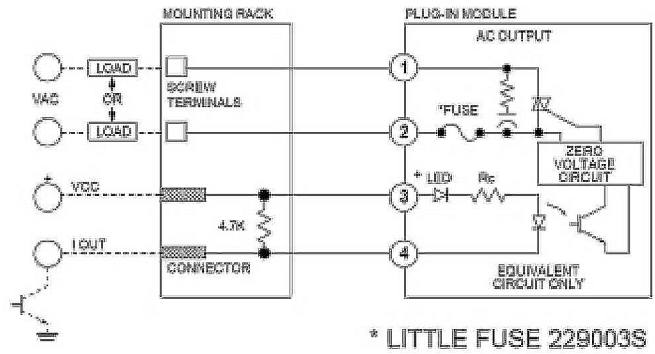 MOUNTING RACK
PLUG-IN MODULE
AC OUTPUT
LOAD
1
VAC
OR
SCREW
TERMINALS
*FUSE
LOAD
2
ZERO
VOLTAGE
CIRCUIT
+
VCC
3
* LED
Rc
4.7K
I OUT
4
CONNECTOR
EQUIVALENT
CIRCUIT ONLY
* LITTLE FUSE 229003S